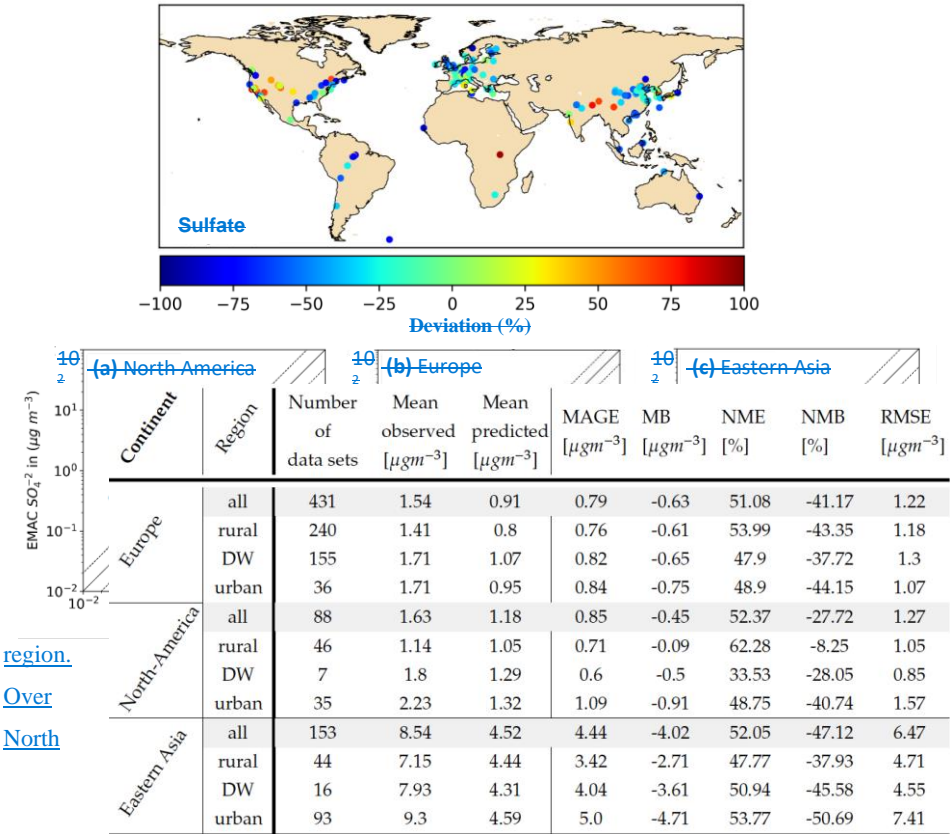 Sulfate
−100 −75 −50 −25 0 25 50 75 100
Deviation (%)
10
2
(a) North America
10
2
(b) Europe
10
2
(c) Eastern Asia
EMAC SO₄⁻² in (μg m⁻³)
10¹
10⁰
10⁻¹
10⁻²
10⁻²
Continent Region Number of data sets Mean observed [μgm⁻³] Mean predicted [μgm⁻³] MAGE [μgm⁻³] MB [μgm⁻³] NME [%] NMB [%] RMSE [μgm⁻³]
Europe
all 431 1.54 0.91 0.79 -0.63 51.08 -41.17 1.22
rural 240 1.41 0.8 0.76 -0.61 53.99 -43.35 1.18
DW 155 1.71 1.07 0.82 -0.65 47.9 -37.72 1.3
urban 36 1.71 0.95 0.84 -0.75 48.9 -44.15 1.07
North-America
all 88 1.63 1.18 0.85 -0.45 52.37 -27.72 1.27
rural 46 1.14 1.05 0.71 -0.09 62.28 -8.25 1.05
DW 7 1.8 1.29 0.6 -0.5 33.53 -28.05 0.85
urban 35 2.23 1.32 1.09 -0.91 48.75 -40.74 1.57
Eastern Asia
all 153 8.54 4.52 4.44 -4.02 52.05 -47.12 6.47
rural 44 7.15 4.44 3.42 -2.71 47.77 -37.93 4.71
DW 16 7.93 4.31 4.04 -3.61 50.94 -45.58 4.55
urban 93 9.3 4.59 5.0 -4.71 53.77 -50.69 7.41
region.
Over
North